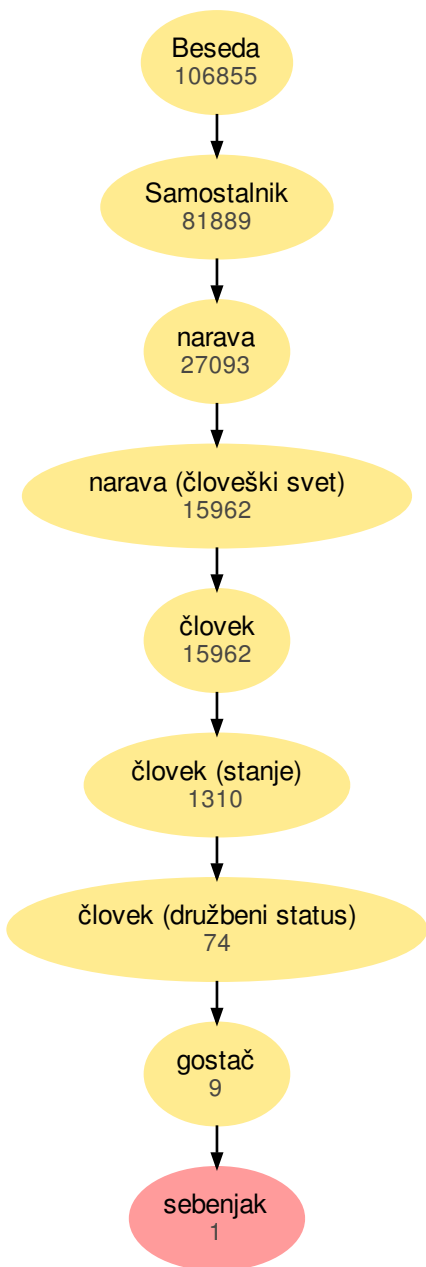 Beseda
106855
Samostalnik
81889
narava
27093
narava (človeški svet)
15962
človek
15962
človek (stanje)
1310
človek (družbeni status)
74
gostač
9
sebenjak
1